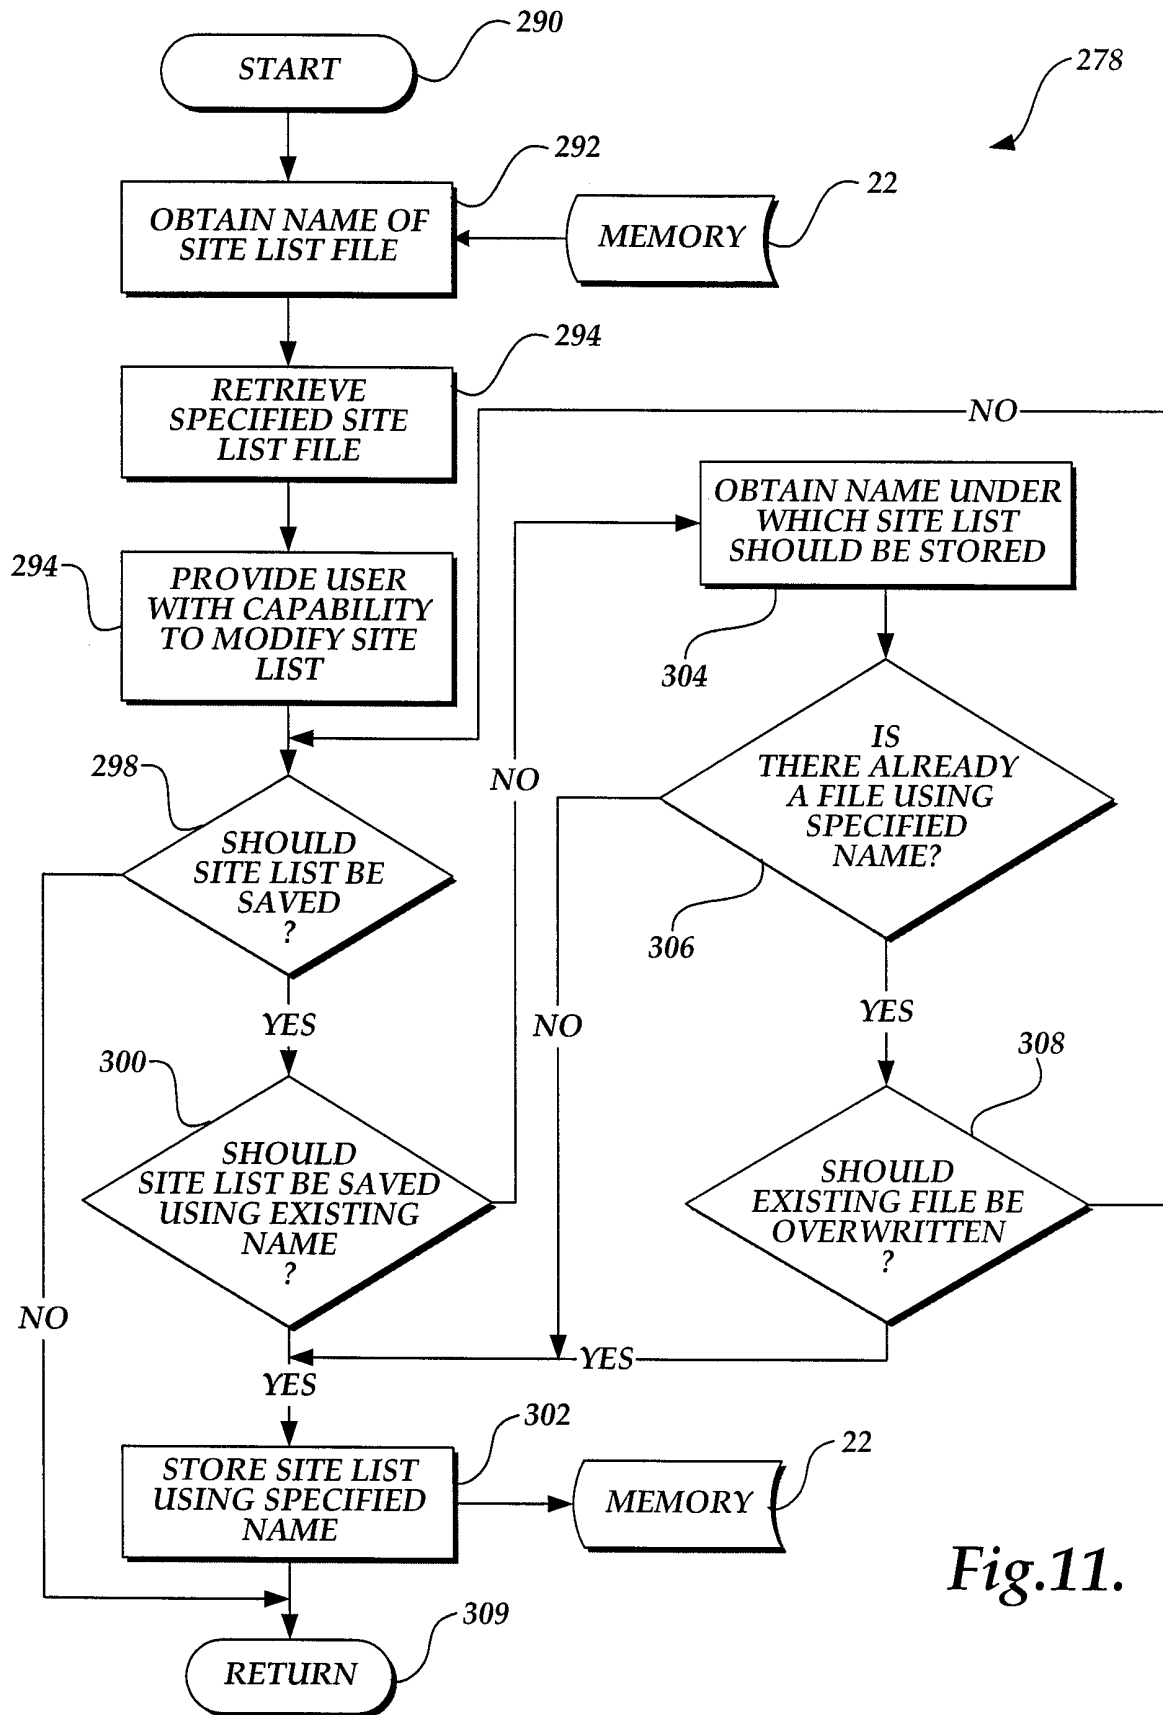 290
START
278
292
OBTAIN NAME OF
SITE LIST FILE
22
MEMORY
294
RETRIEVE
SPECIFIED SITE
LIST FILE
NO
OBTAIN NAME UNDER
WHICH SITE LIST
SHOULD BE STORED
304
294
PROVIDE USER
WITH CAPABILITY
TO MODIFY SITE
LIST
298
SHOULD
SITE LIST BE
SAVED
?
NO
IS
THERE ALREADY
A FILE USING
SPECIFIED
NAME?
306
YES
NO
YES
300
SHOULD
SITE LIST BE SAVED
USING EXISTING
NAME
?
308
SHOULD
EXISTING FILE BE
OVERWRITTEN
?
NO
YES
YES
302
STORE SITE LIST
USING SPECIFIED
NAME
22
MEMORY
309
RETURN
Fig.11.